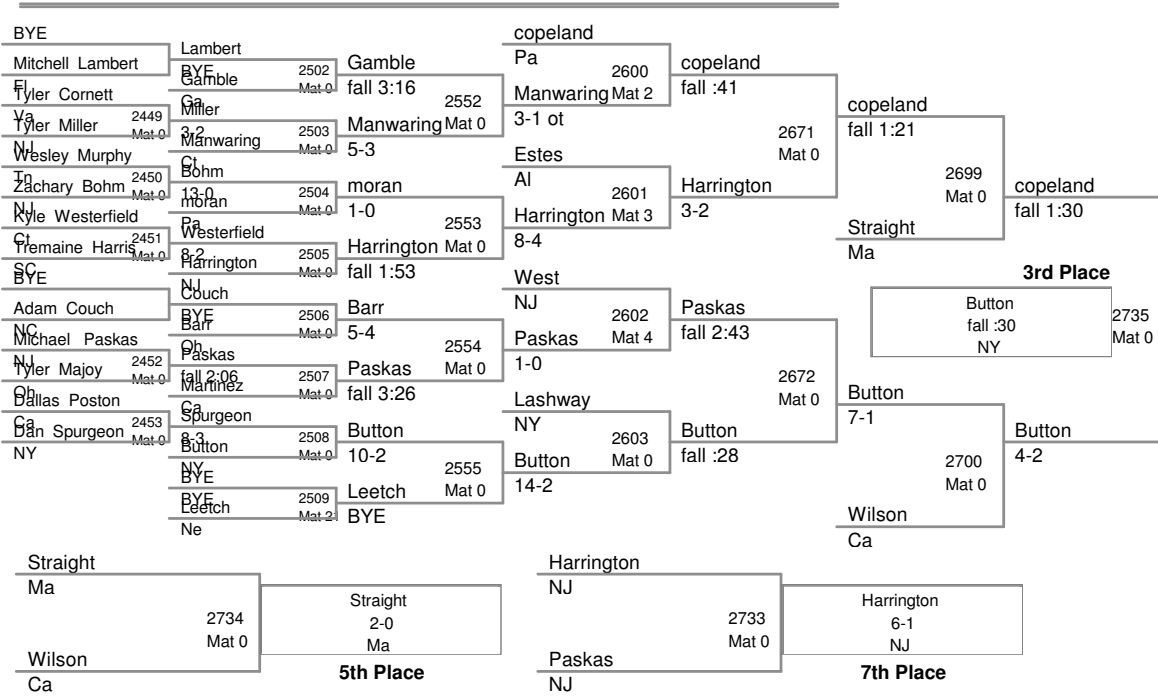 BYE
Mitchell Lambert
Fl
Tyler Cornett
Va
2449
Mat 0
Tyler Miller
NJ
Wesley Murphy
Tn
2450
Mat 0
Zachary Bohm
NJ
Kyle Westerfield
Ct
2451
Mat 0
Tremaine Harris
SC
BYE
Adam Couch
NC
Michael Paskas
NJ
2452
Mat 0
Tyler Majoy
Oh
Dallas Poston
Ca
2453
Mat 0
Dan Spurgeon
NY
Lambert
BYE
2502
Mat 0
Gamble
Ga
Miller
3-2
2503
Mat 0
Manwaring
Ct
Bohm
13-0
2504
Mat 0
moran
Pa
Westerfield
8-2
2505
Mat 0
Harrington
NJ
Couch
BYE
2506
Mat 0
Barr
Oh
Paskas
fall 2:06
2507
Mat 0
Martinez
Ca
Spurgeon
8-3
2508
Mat 0
Button
NY
BYE
BYE
2509
Mat 21
Leetch
Ne
Gamble
fall 3:16
2552
Mat 0
Manwaring
5-3
moran
1-0
2553
Mat 0
Harrington
fall 1:53
Barr
5-4
2554
Mat 0
Paskas
fall 3:26
Button
10-2
2555
Mat 0
Leetch
BYE
copeland
Pa
2600
Mat 2
Manwaring
3-1 ot
Estes
Al
2601
Mat 3
Harrington
8-4
West
NJ
2602
Mat 4
Paskas
1-0
Lashway
NY
2603
Mat 0
Button
14-2
copeland
fall :41
2671
Mat 0
Harrington
3-2
Paskas
fall 2:43
2672
Mat 0
Button
fall :28
copeland
fall 1:21
2699
Mat 0
Straight
Ma
Button
7-1
2700
Mat 0
Wilson
Ca
copeland
fall 1:30
3rd Place
Button
fall :30
NY
2735
Mat 0
Button
4-2
Straight
Ma
2734
Mat 0
Wilson
Ca
Straight
2-0
Ma
5th Place
Harrington
NJ
2733
Mat 0
Paskas
NJ
Harrington
6-1
NJ
7th Place